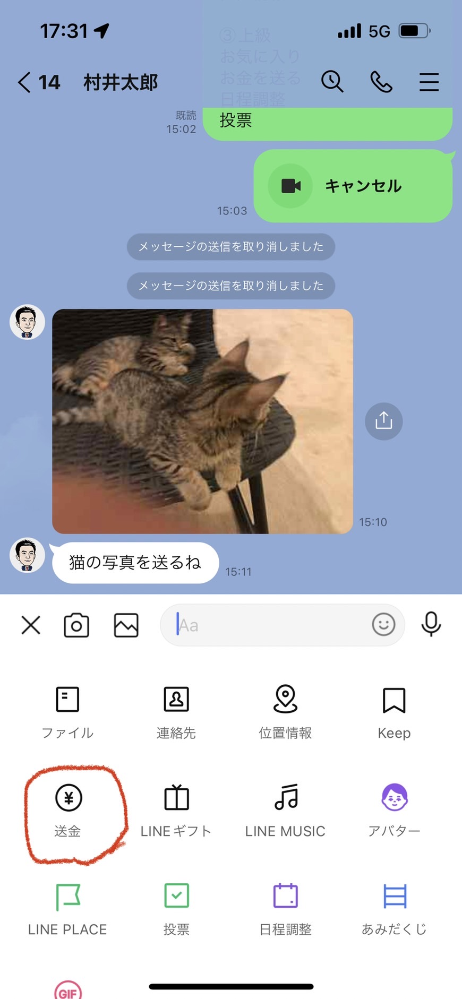 17:31 5G
③上級
お気に入り
お金を送る
日程調整
14 村井太郎
投票
既読
15:02
キャンセル
15:03
メッセージの送信を取り消しました
メッセージの送信を取り消しました
15:10
猫の写真を送るね
15:11
Aa
ファイル 連絡先 位置情報 Keep
¥
送金 LINEギフト LINE MUSIC アバター
LINE PLACE 投票 日程調整 あみだくじ
GIF